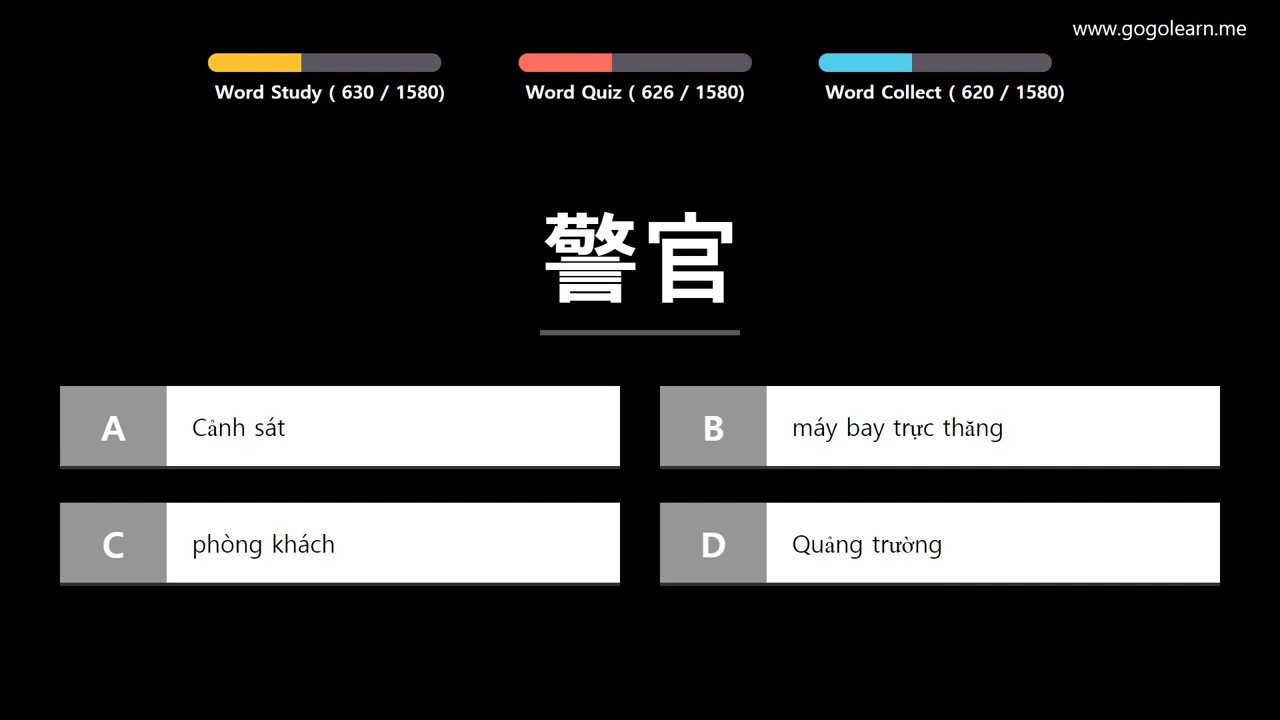 www.gogolearn.me
Word Study ( 630 / 1580)
Word Quiz ( 626 / 1580)
Word Collect ( 620 / 1580)
警官
A
Cảnh sát
B
máy bay trực thăng
C
phòng khách
D
Quảng trường